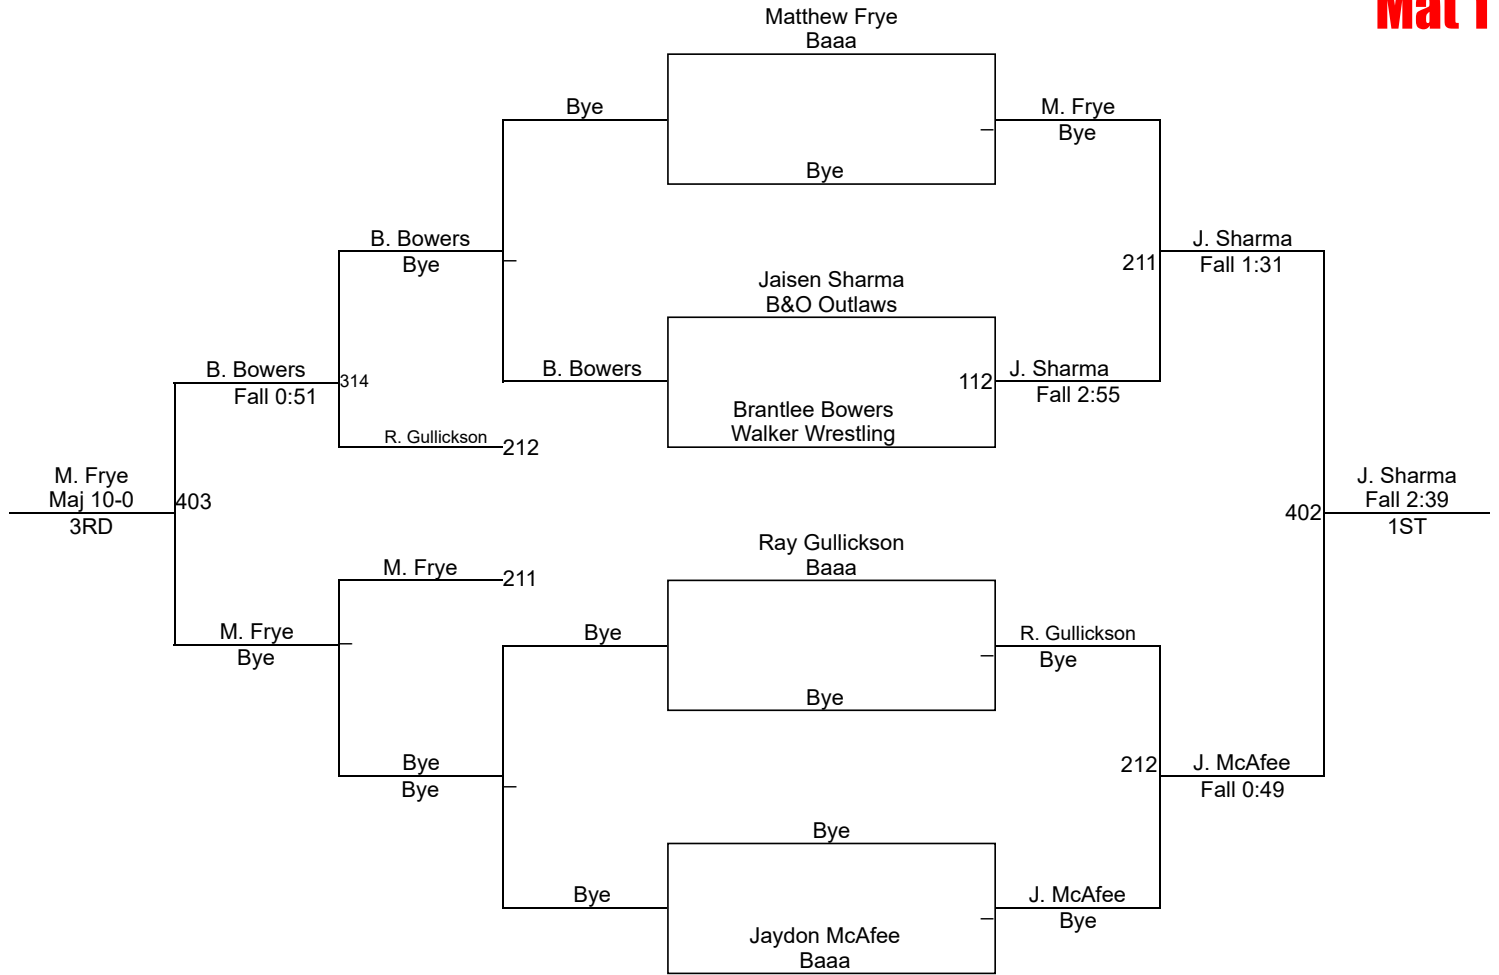 Mat 1
Matthew Frye
Baaa
Bye
M. Frye
Bye
Bye
B. Bowers
Bye
J. Sharma
Fall 1:31
211
Jaisen Sharma
B&O Outlaws
B. Bowers
Fall 0:51
314
B. Bowers
112
J. Sharma
Fall 2:55
Brantlee Bowers
Walker Wrestling
R. Gullickson
212
M. Frye
Maj 10-0
3RD
403
402
J. Sharma
Fall 2:39
1ST
Ray Gullickson
Baaa
M. Frye
211
M. Frye
Bye
Bye
R. Gullickson
Bye
Bye
Bye
Bye
212
J. McAfee
Fall 0:49
Bye
Bye
J. McAfee
Bye
Jaydon McAfee
Baaa